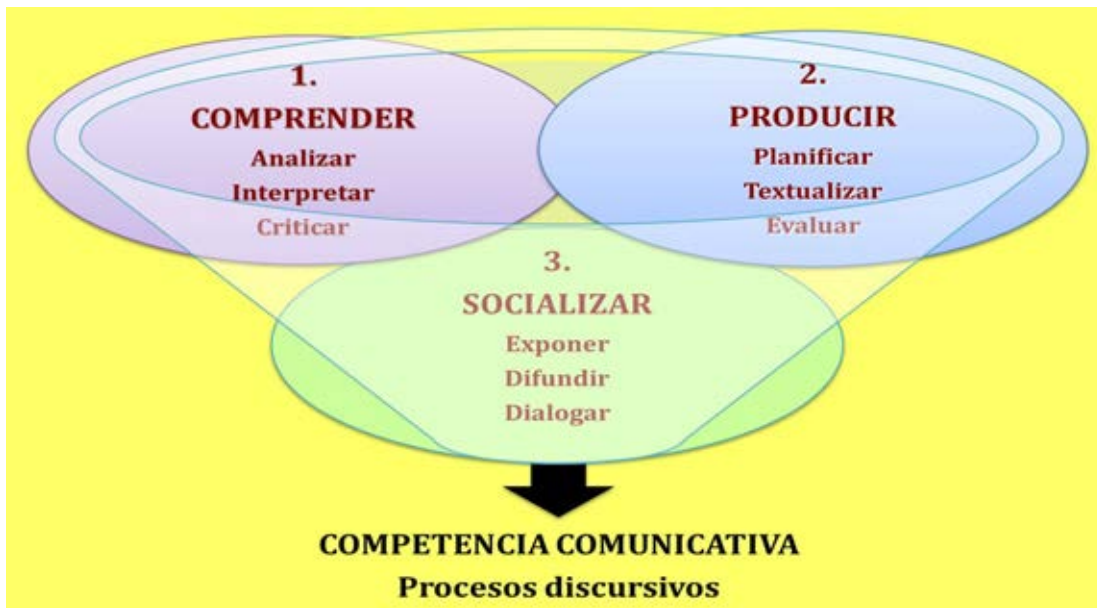 1.
COMPRENDER
Analizar
Interpretar
Criticar
2.
PRODUCIR
Planificar
Textualizar
Evaluar
3.
SOCIALIZAR
Exponer
Difundir
Dialogar
COMPETENCIA COMUNICATIVA
Procesos discursivos